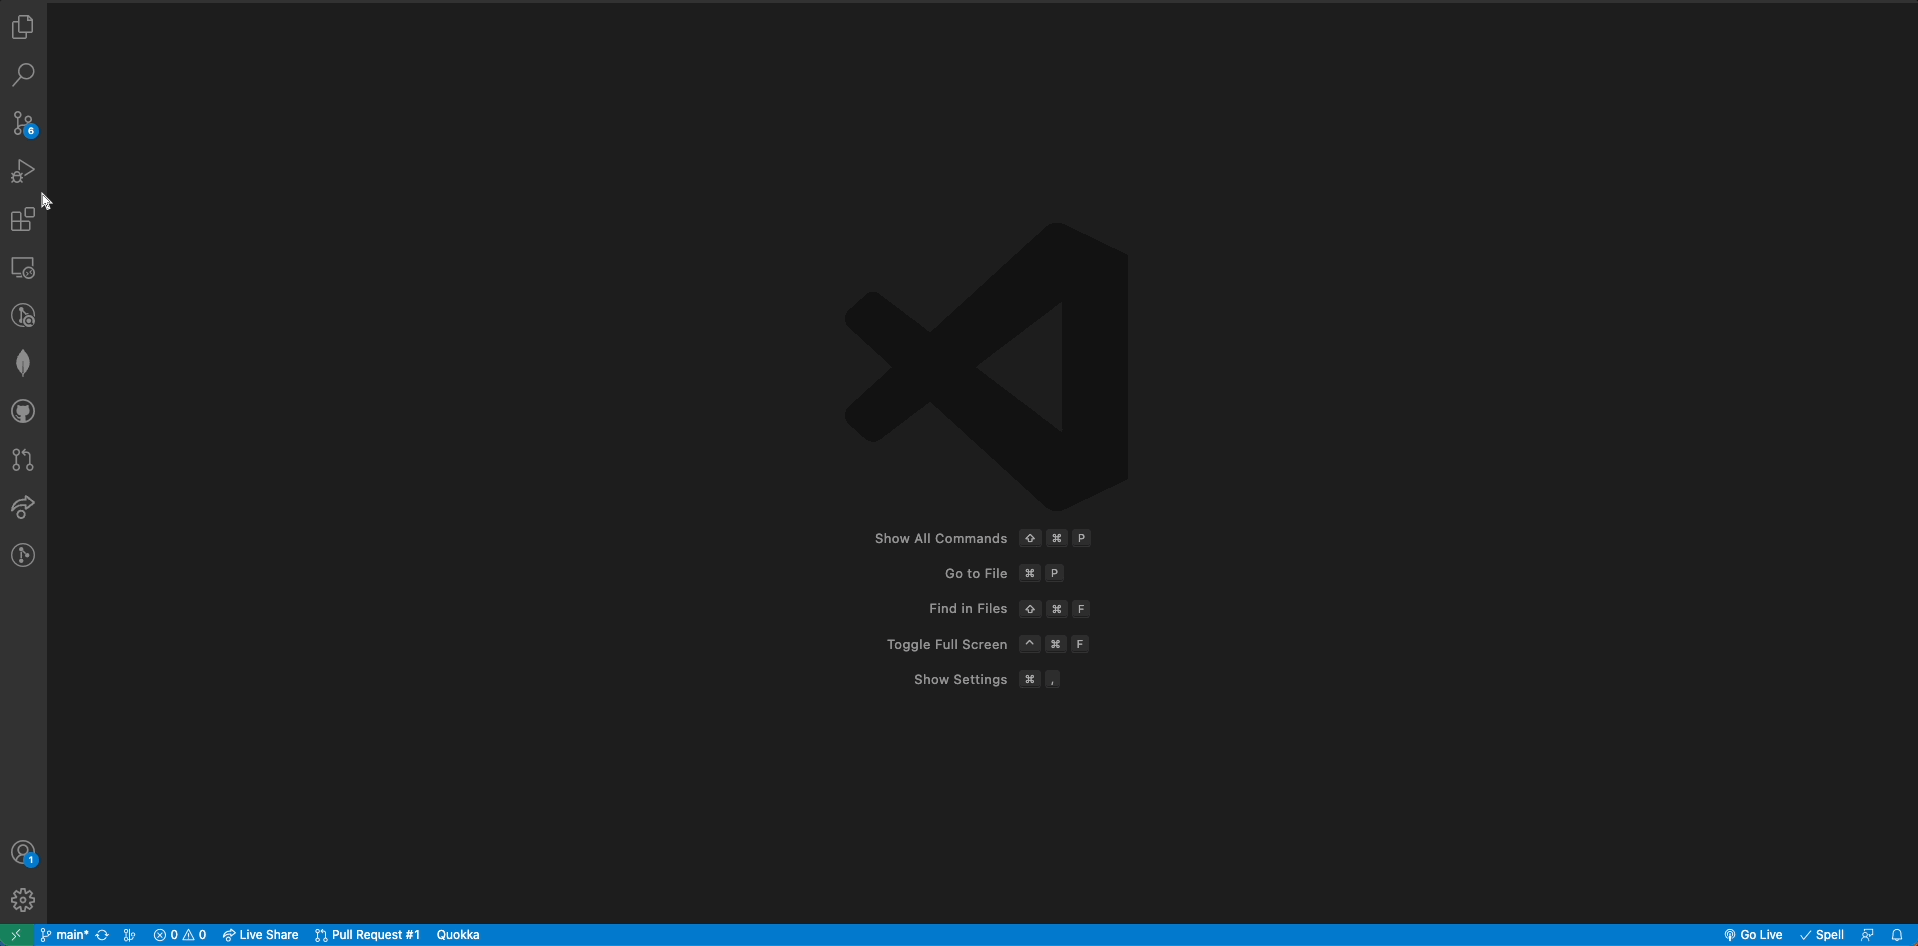 6
Show All Commands ⇧ ⌘ P
Go to File ⌘ P
Find in Files ⇧ ⌘ F
Toggle Full Screen ^ ⌘ F
Show Settings ⌘ ,
1
main* 0 0 Live Share Pull Request #1 Quokka Go Live Spell